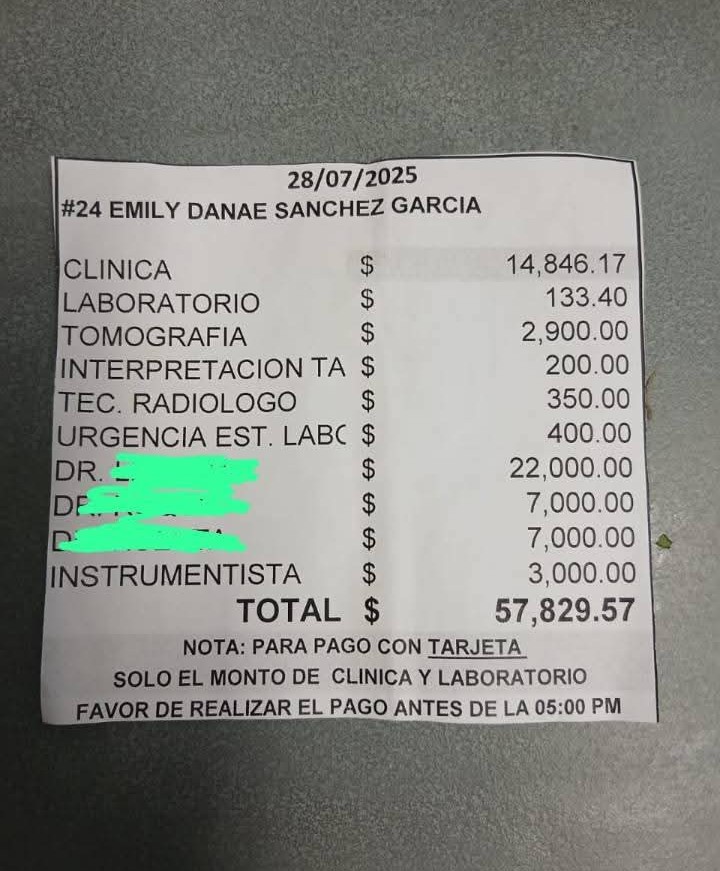 28/07/2025
#24 EMILY DANAE SANCHEZ GARCIA
CLINICA $ 14,846.17
LABORATORIO $ 133.40
TOMOGRAFIA $ 2,900.00
INTERPRETACION TA $ 200.00
TEC. RADIOLOGO $ 350.00
URGENCIA EST. LABC $ 400.00
DR. $ 22,000.00
$ 7,000.00
$ 7,000.00
INSTRUMENTISTA $ 3,000.00
TOTAL $ 57,829.57
NOTA: PARA PAGO CON TARJETA
SOLO EL MONTO DE CLINICA Y LABORATORIO
FAVOR DE REALIZAR EL PAGO ANTES DE LA 05:00 PM